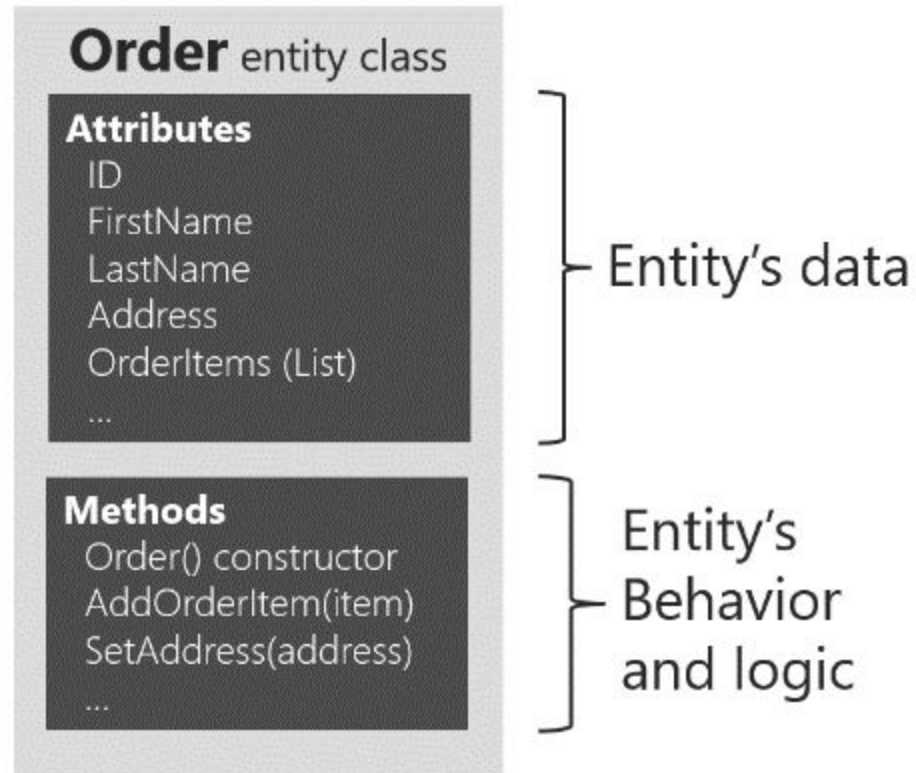 Order entity class
Attributes
ID
FirstName
LastName
Address
OrderItems (List)
...
Entity's data
Methods
Order() constructor
AddOrderItem(item)
SetAddress(address)
...
Entity's
Behavior
and logic